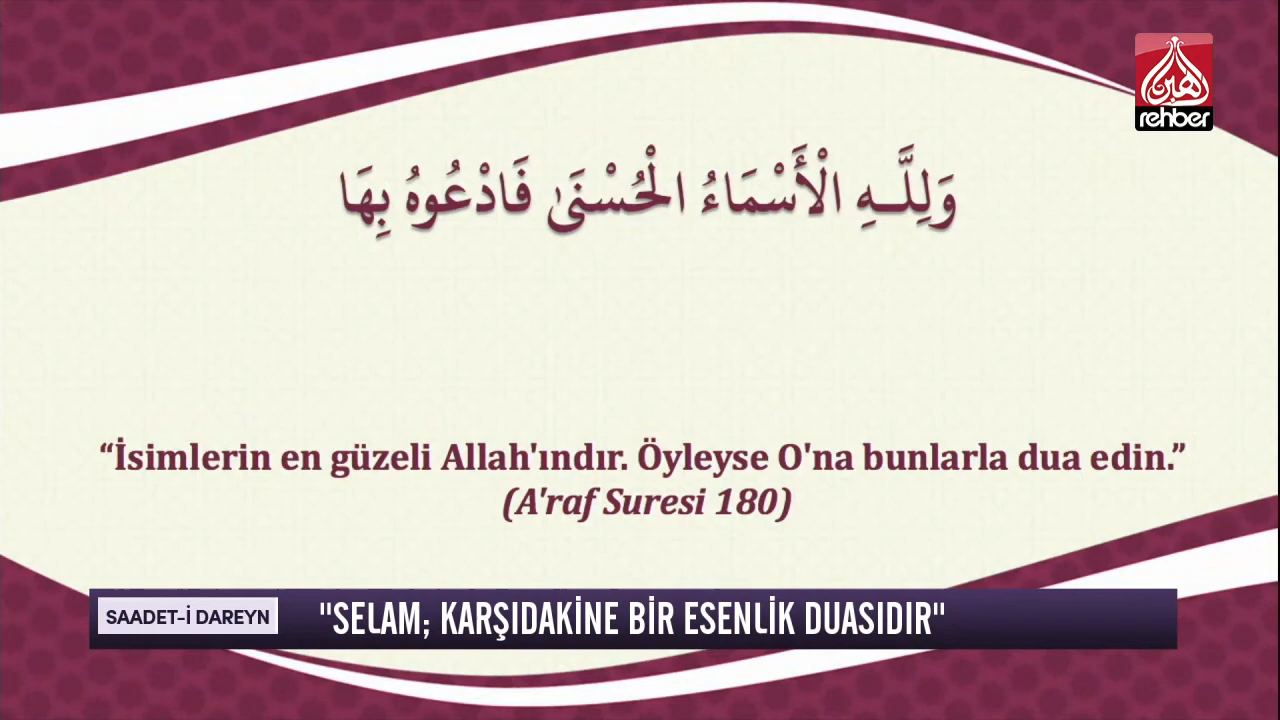 رهبر
rehber
وَلِلَّـهِ الْأَسْمَاءُ الْحُسْنَىٰ فَادْعُوهُ بِهَا
“İsimlerin en güzeli Allah'ındır. Öyleyse O'na bunlarla dua edin.”
(A'raf Suresi 180)
SAADET-İ DAREYN
"SELAM; KARŞIDAKİNE BİR ESENLİK DUASIDIR"